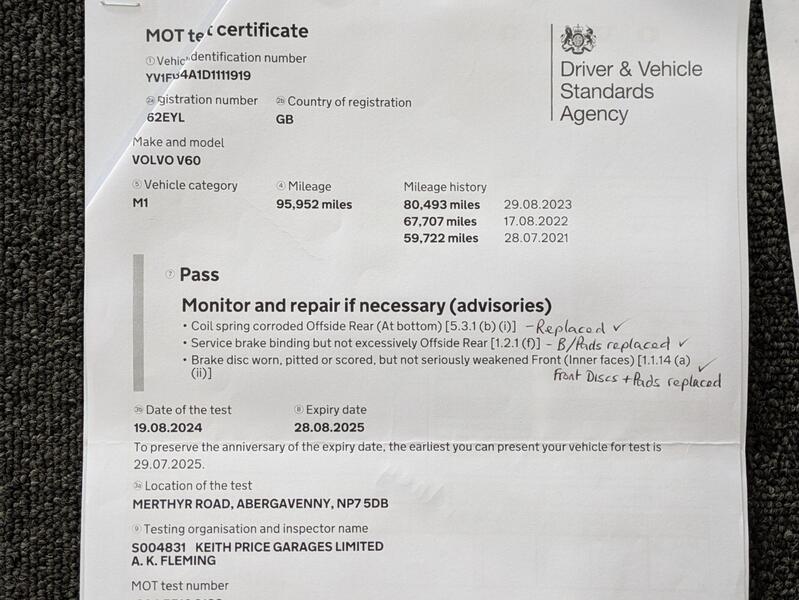 MOT te t certificate
① Vehic dentification number
YV1F 4A1D1111919
gistration number
62EYL
Country of registration
GB
Make and model
VOLVO V60
⑤ Vehicle category
M1
④ Mileage
95,952 miles
Mileage history
80,493 miles 29.08.2023
67,707 miles 17.08.2022
59,722 miles 28.07.2021
Driver & Vehicle
Standards
Agency
⑦ Pass
Monitor and repair if necessary (advisories)
• Coil spring corroded Offside Rear (At bottom) [5.3.1 (b) (i)] - Replaced ✓
• Service brake binding but not excessively Offside Rear [1.2.1 (f)] - B/Pads replaced ✓
• Brake disc worn, pitted or scored, but not seriously weakened Front (Inner faces) [1.1.14 (a) ✓
(ii)] Front Discs + Pads replaced
Date of the test
19.08.2024
⑧ Expiry date
28.08.2025
To preserve the anniversary of the expiry date, the earliest you can present your vehicle for test is
29.07.2025.
Location of the test
MERTHYR ROAD, ABERGAVENNY, NP7 5DB
⑨ Testing organisation and inspector name
S004831 KEITH PRICE GARAGES LIMITED
A. K. FLEMING
MOT test number